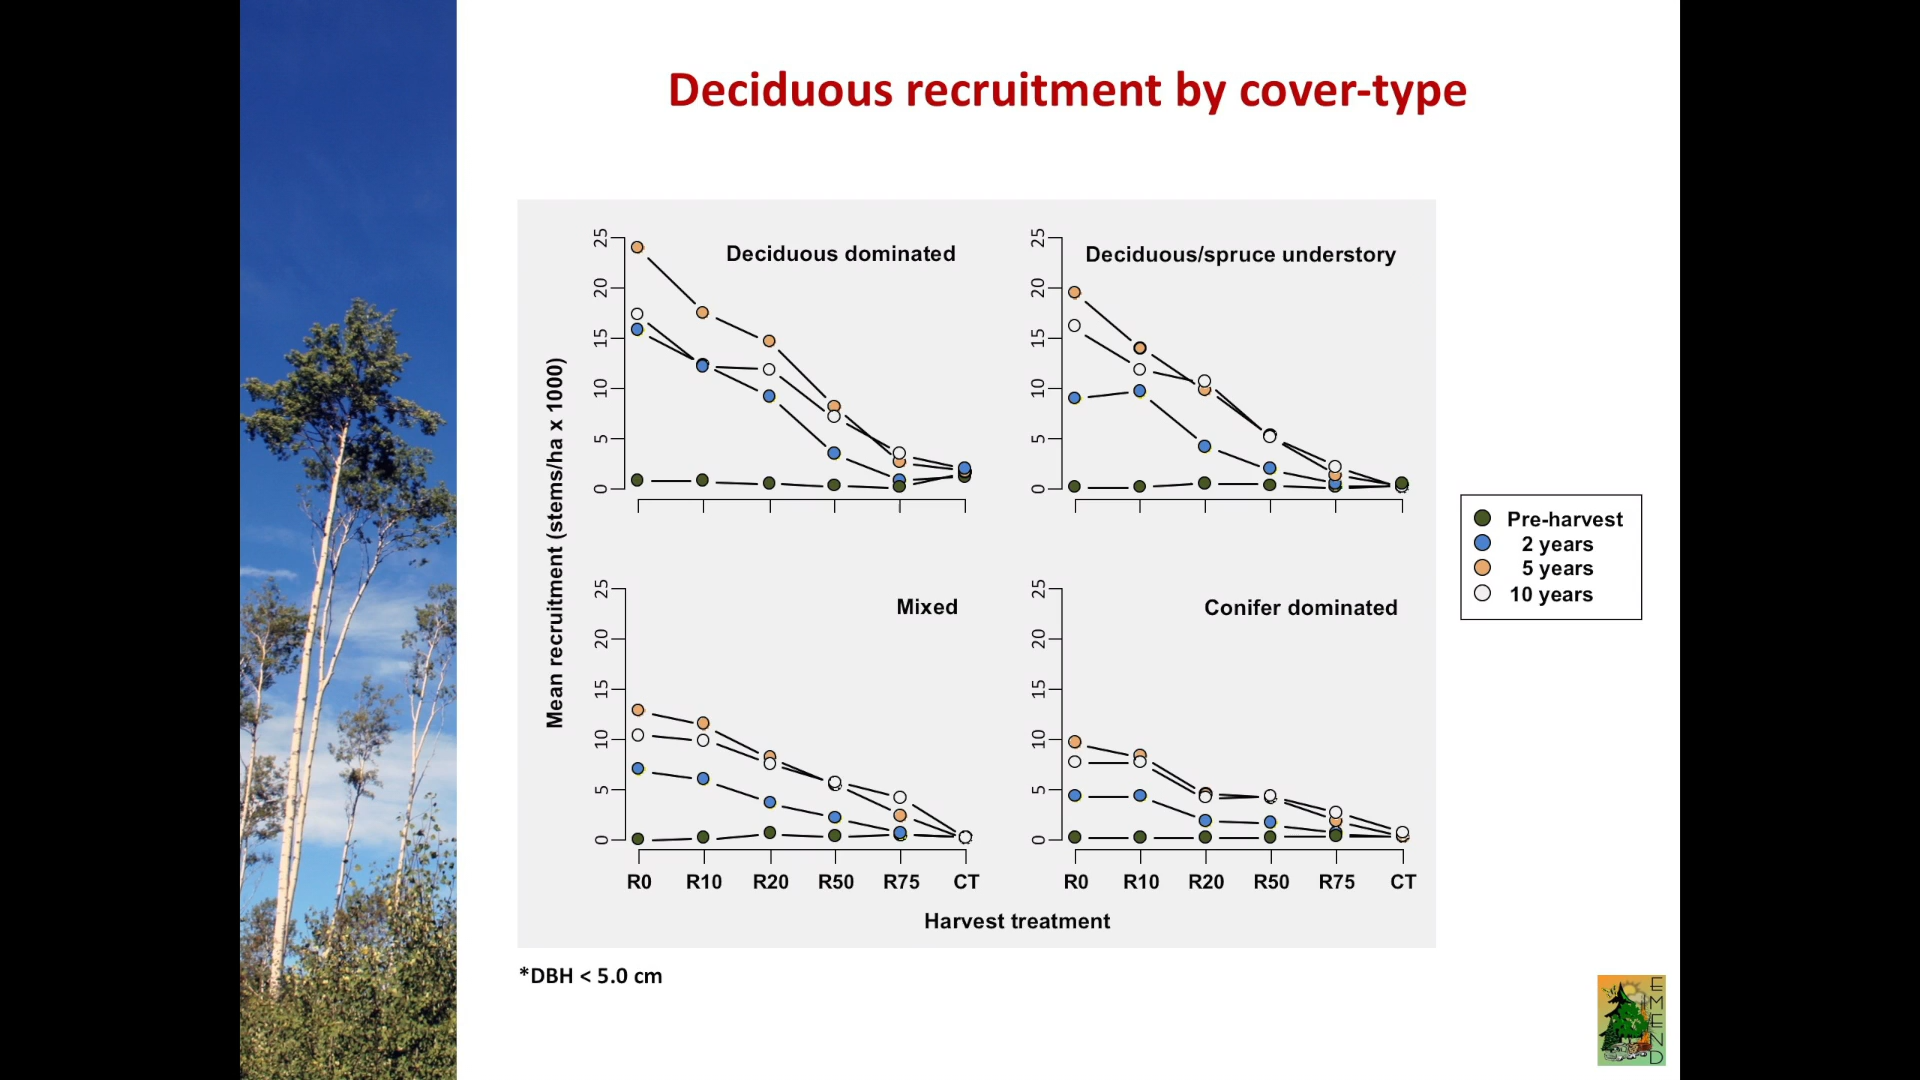 Deciduous recruitment by cover-type
Mean recruitment (stems/ha x 1000)
Deciduous dominated
25
20
15
10
5
0
Deciduous/spruce understory
25
20
15
10
5
0
Mixed
25
20
15
10
5
0
R0 R10 R20 R50 R75 CT
Conifer dominated
25
20
15
10
5
0
R0 R10 R20 R50 R75 CT
Harvest treatment
Pre-harvest
2 years
5 years
10 years
*DBH < 5.0 cm
EMEND